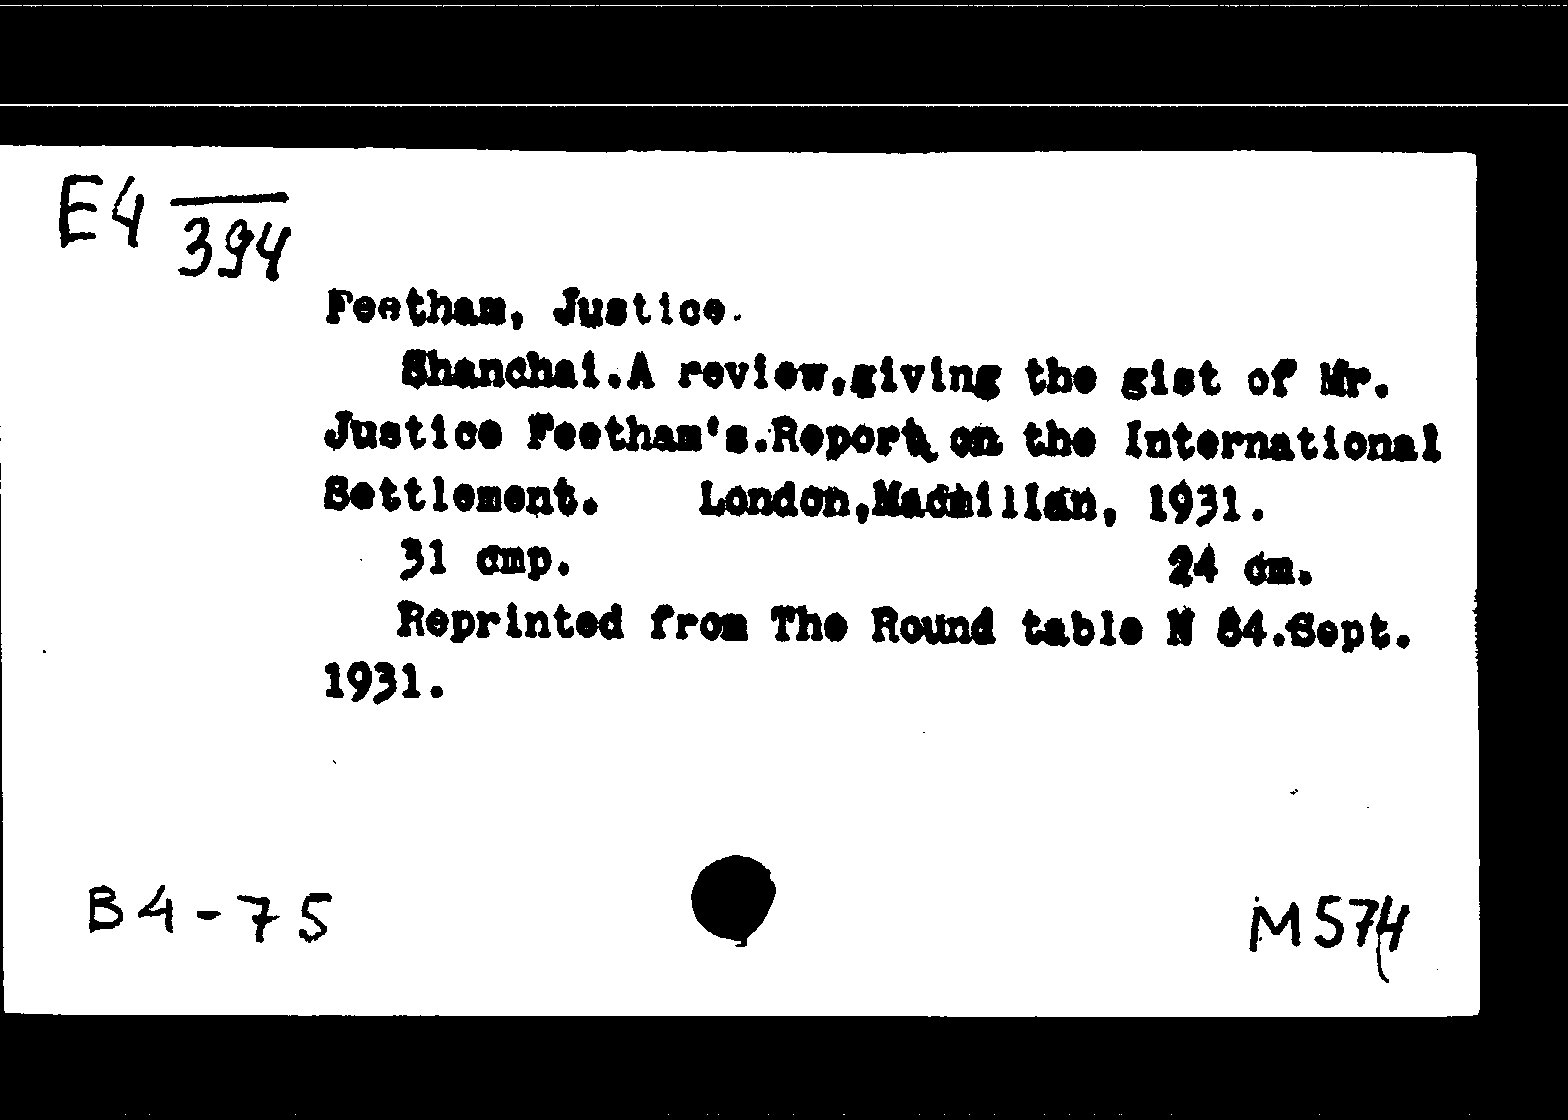 E4 394
Feetham, Justice.
Shanghai.A review,giving the gist of Mr.
Justice Feetham's.Report on the International
Settlement. London,Macmillan, 1931.
31 cmp. 24 cm.
Reprinted from The Round table N 84.Sept.
1931.
B4-75
M574